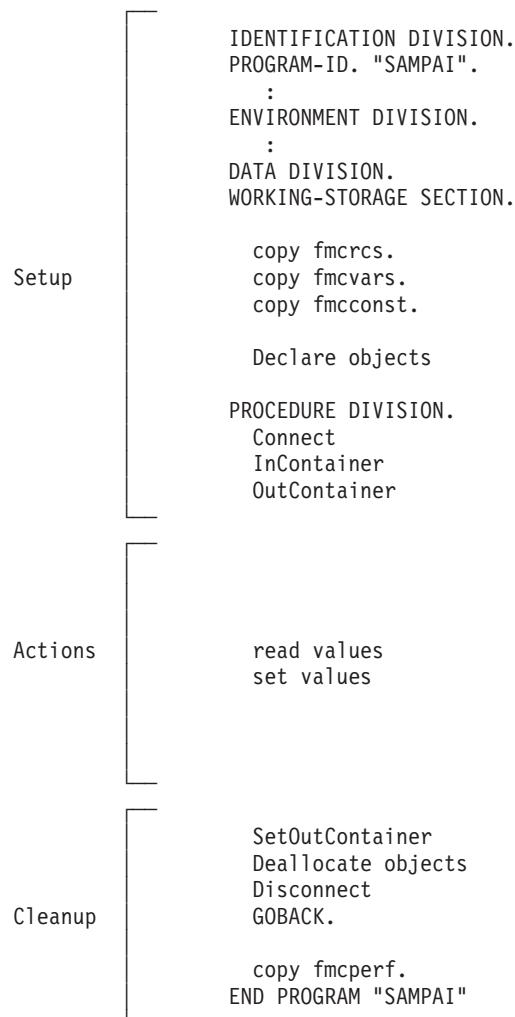 IDENTIFICATION DIVISION.
PROGRAM-ID. "SAMPAI".
:
ENVIRONMENT DIVISION.
:
DATA DIVISION.
WORKING-STORAGE SECTION.
copy fmcrcs.
Setup copy fmcvars.
copy fmcconst.
Declare objects
PROCEDURE DIVISION.
Connect
InContainer
OutContainer
Actions read values
set values
SetOutContainer
Deallocate objects
Disconnect
Cleanup GOBACK.
copy fmcperf.
END PROGRAM "SAMPAI"